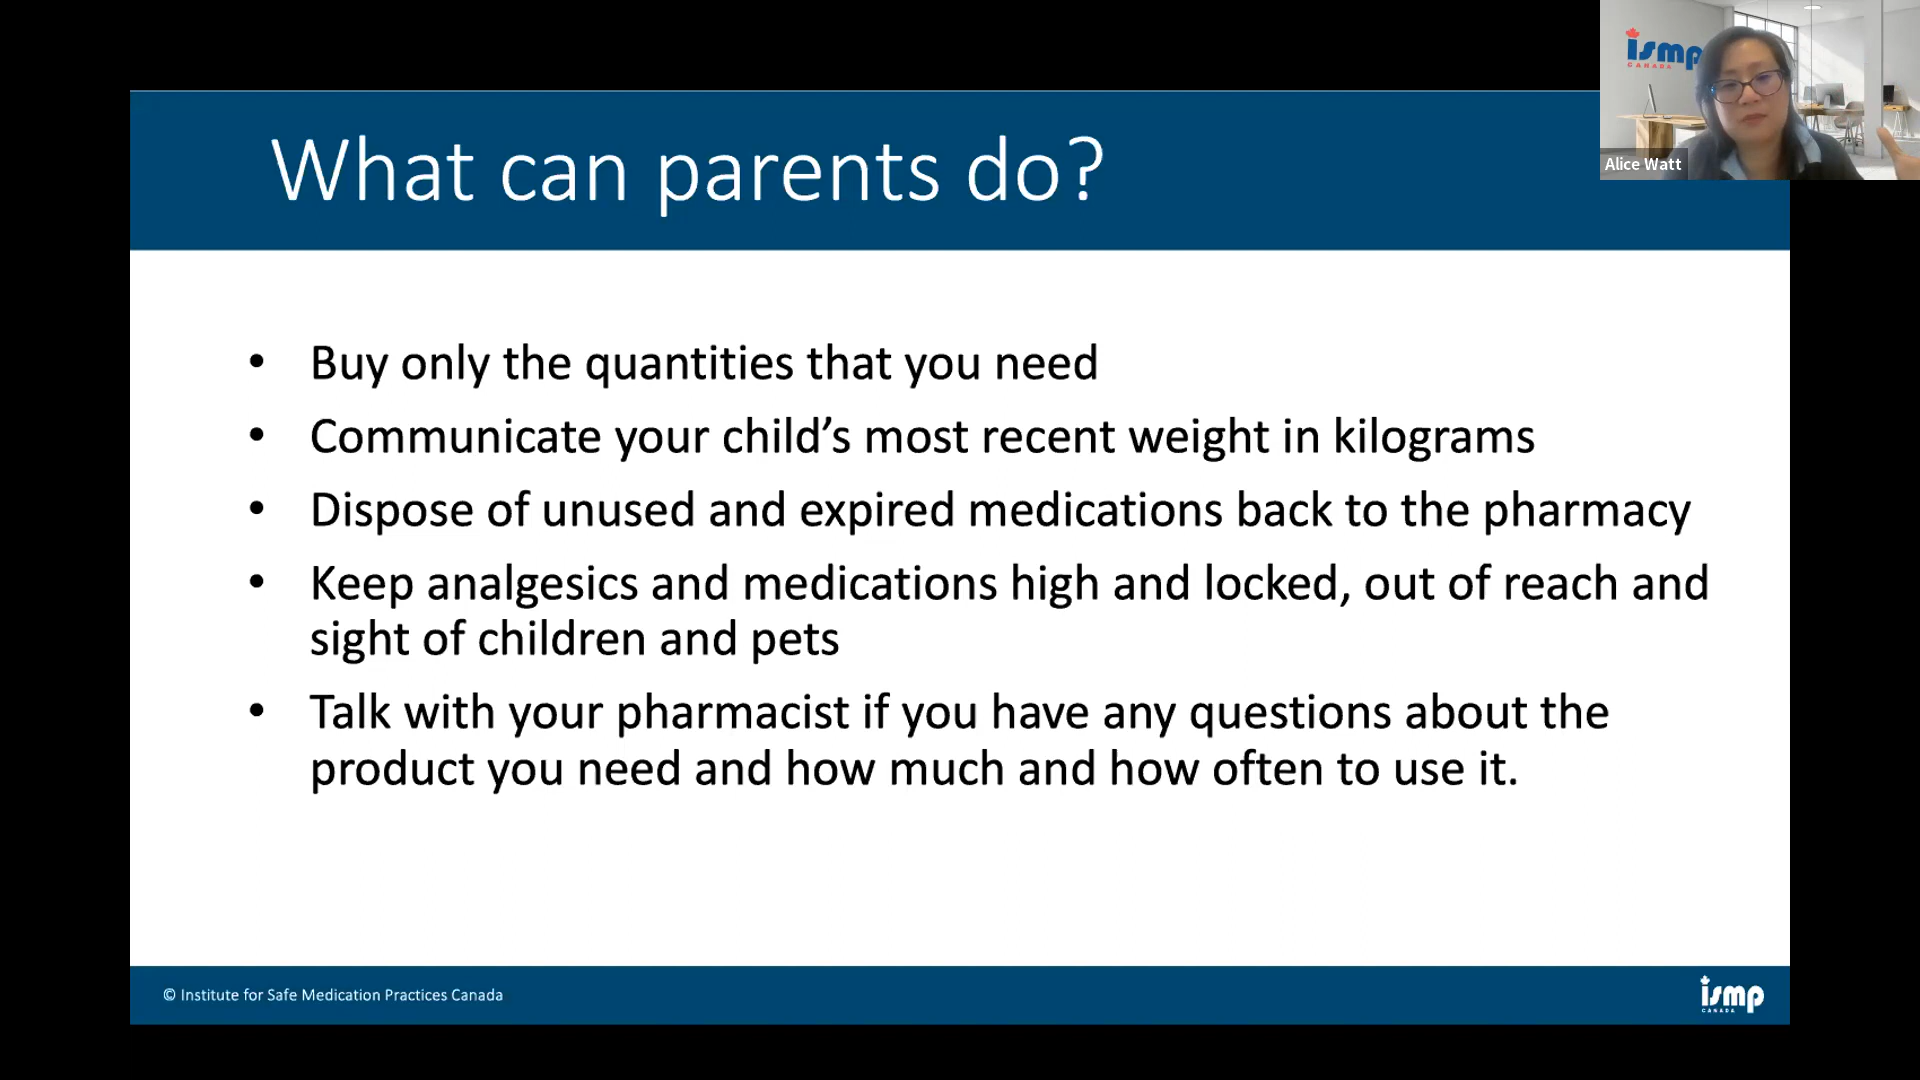 ismp
CANADA
Alice Watt
What can parents do?
• Buy only the quantities that you need
• Communicate your child’s most recent weight in kilograms
• Dispose of unused and expired medications back to the pharmacy
• Keep analgesics and medications high and locked, out of reach and
sight of children and pets
• Talk with your pharmacist if you have any questions about the
product you need and how much and how often to use it.
© Institute for Safe Medication Practices Canada
ismp
CANADA